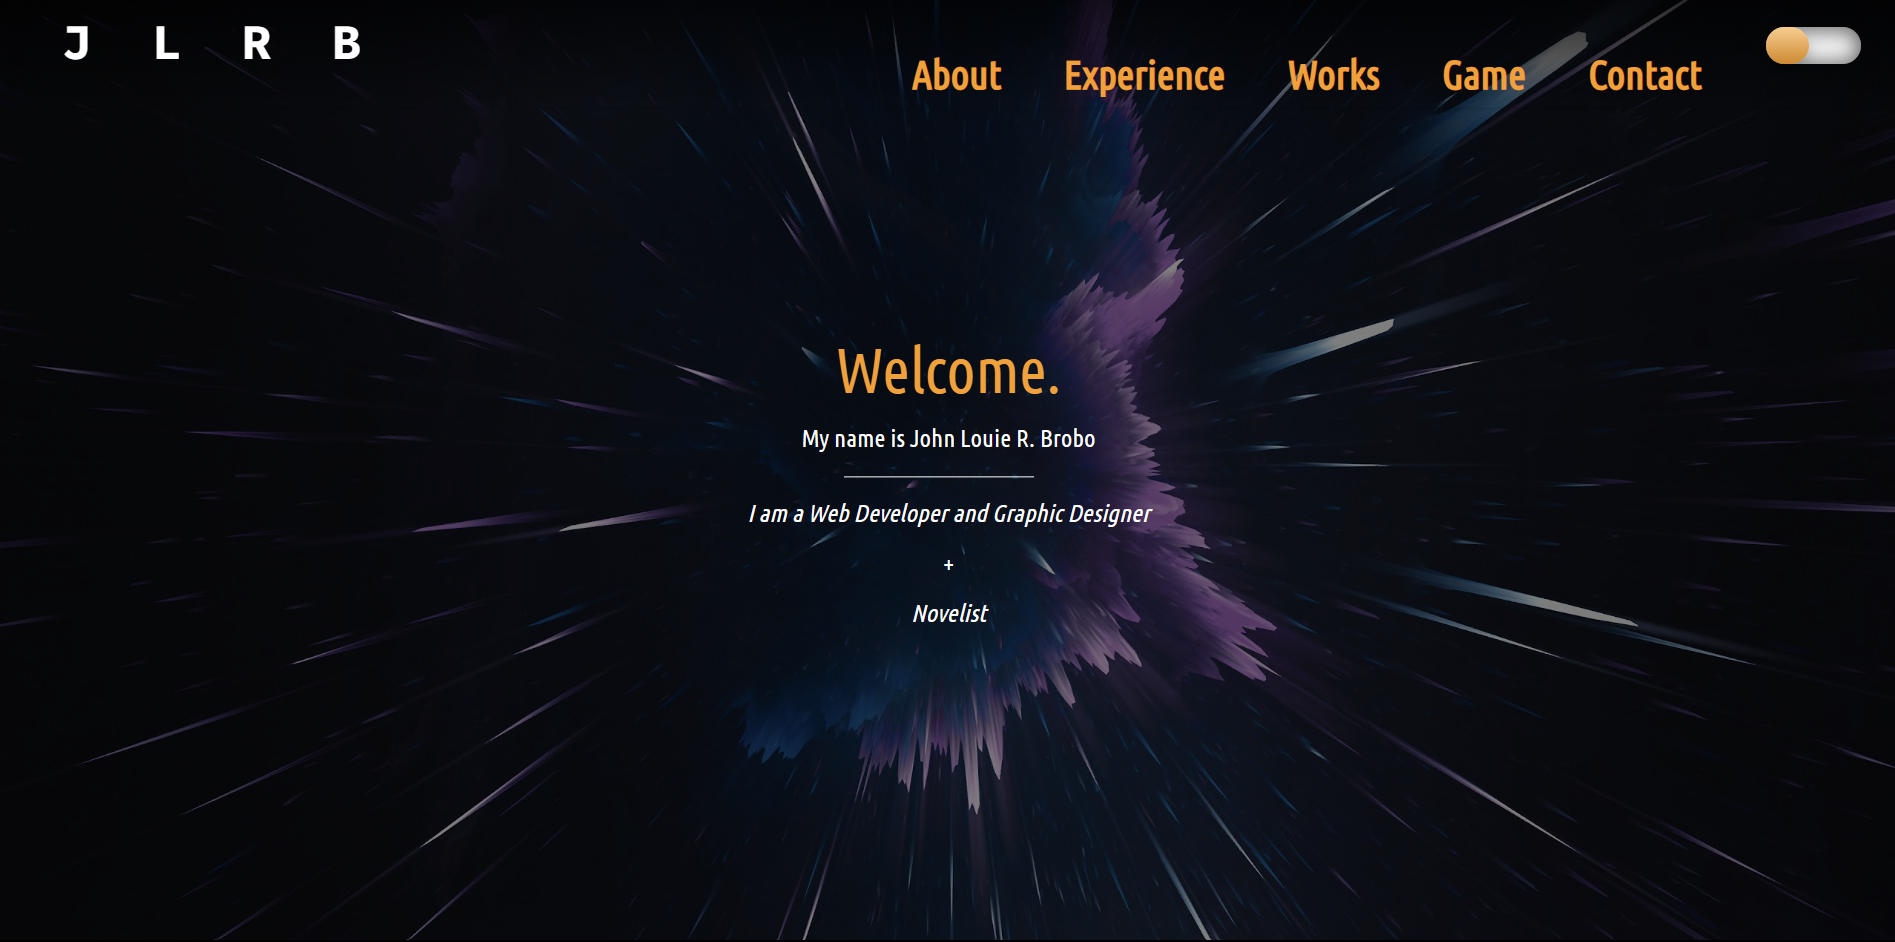 J L R B
About Experience Works Game Contact
Welcome.
My name is John Louie R. Brobo
I am a Web Developer and Graphic Designer
+
Novelist